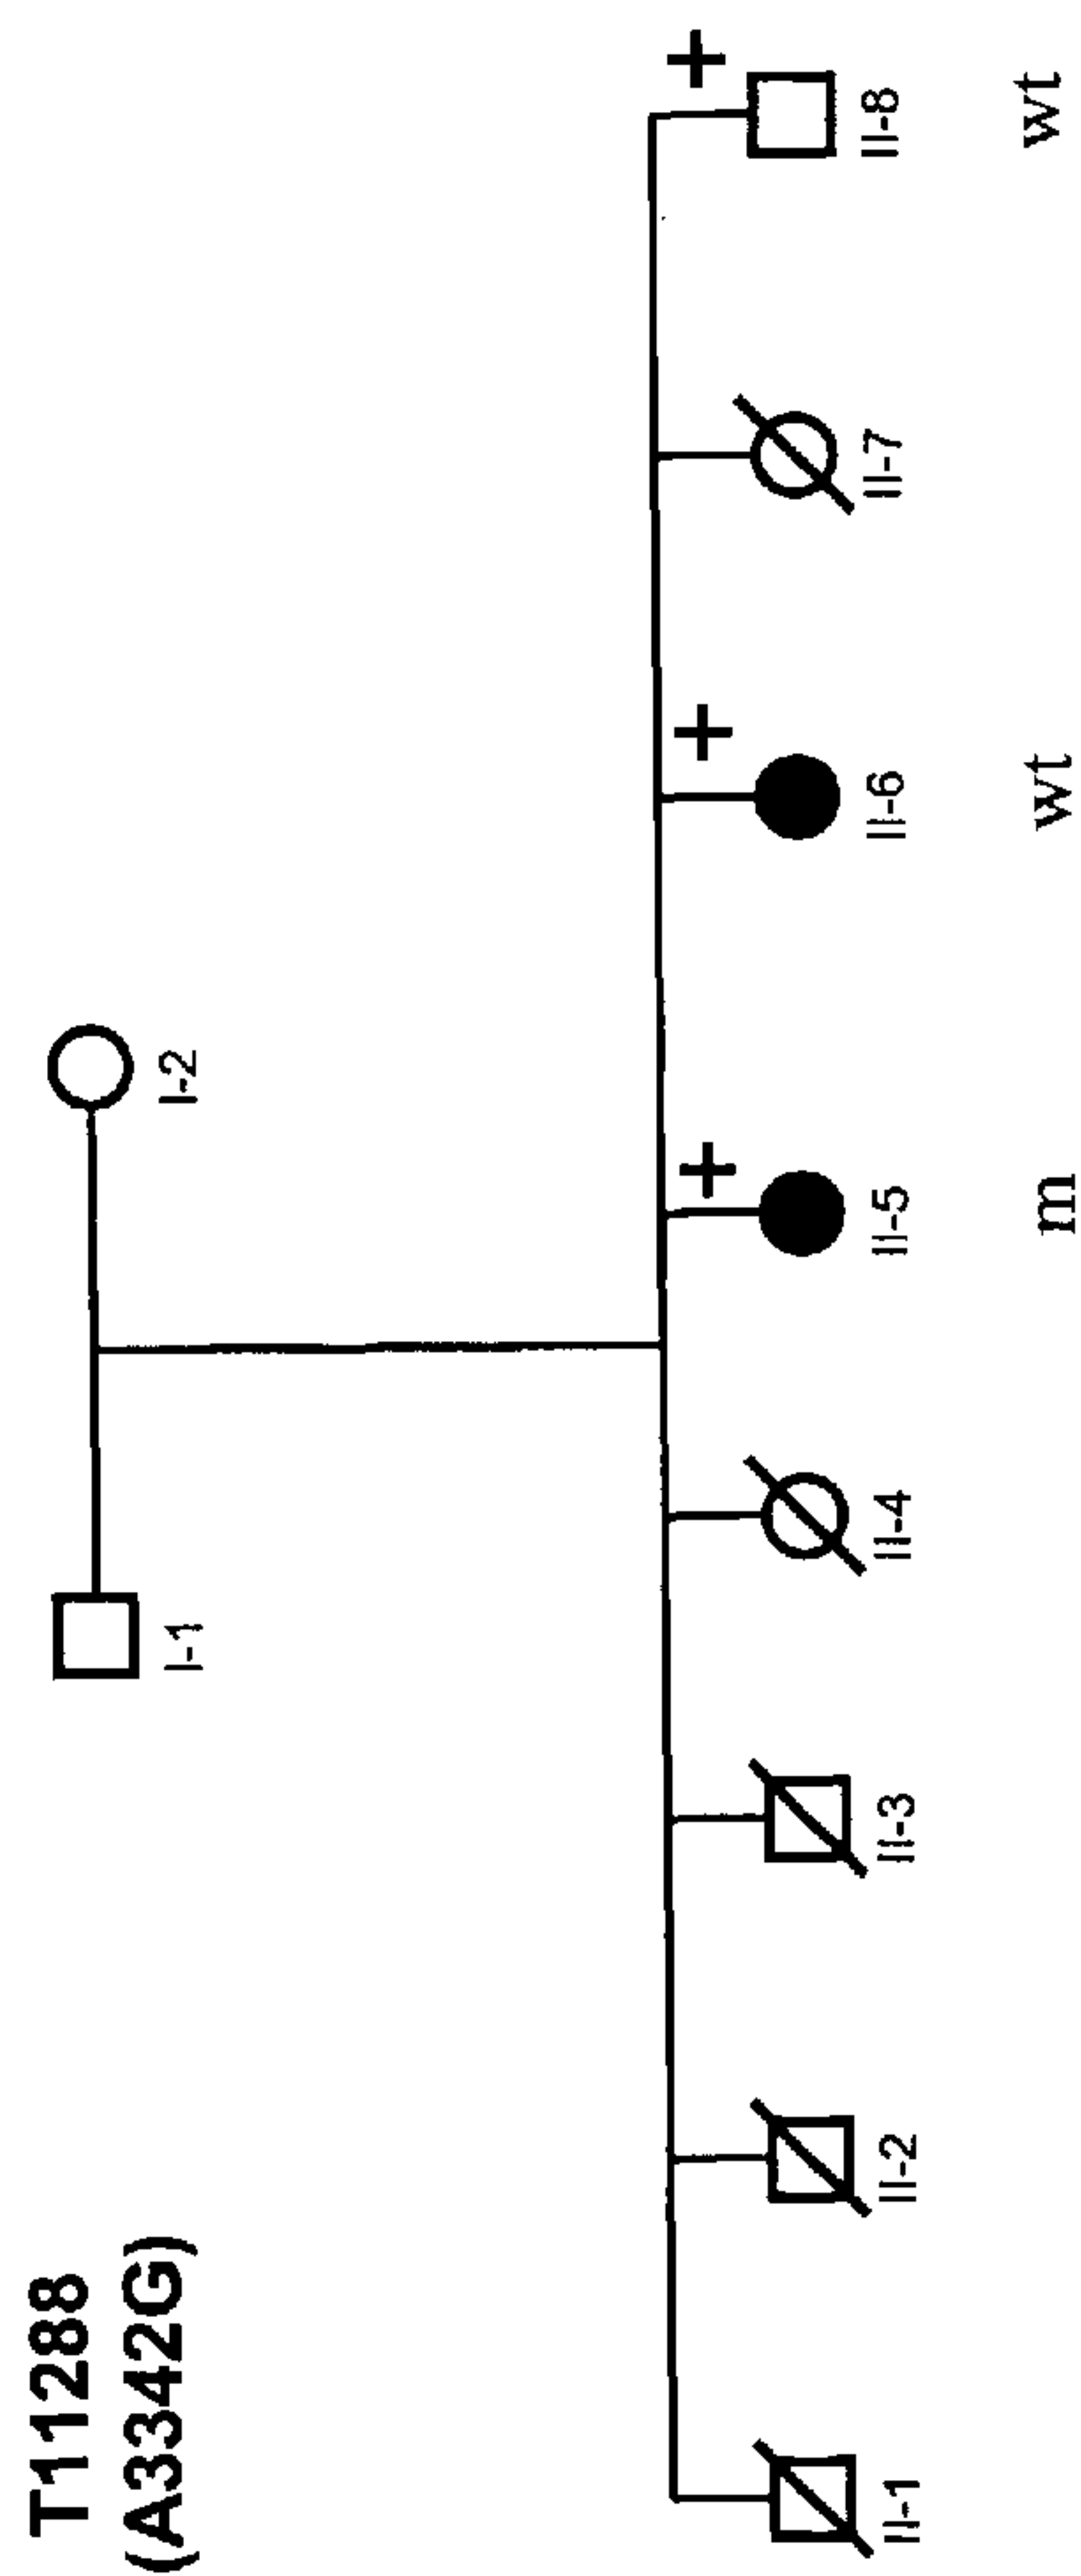 T11288
(A3342G)
I-1
I-2
+
+
+
II-1
II-2
II-3
II-4
II-5
II-6
II-7
II-8
m
wt
wt